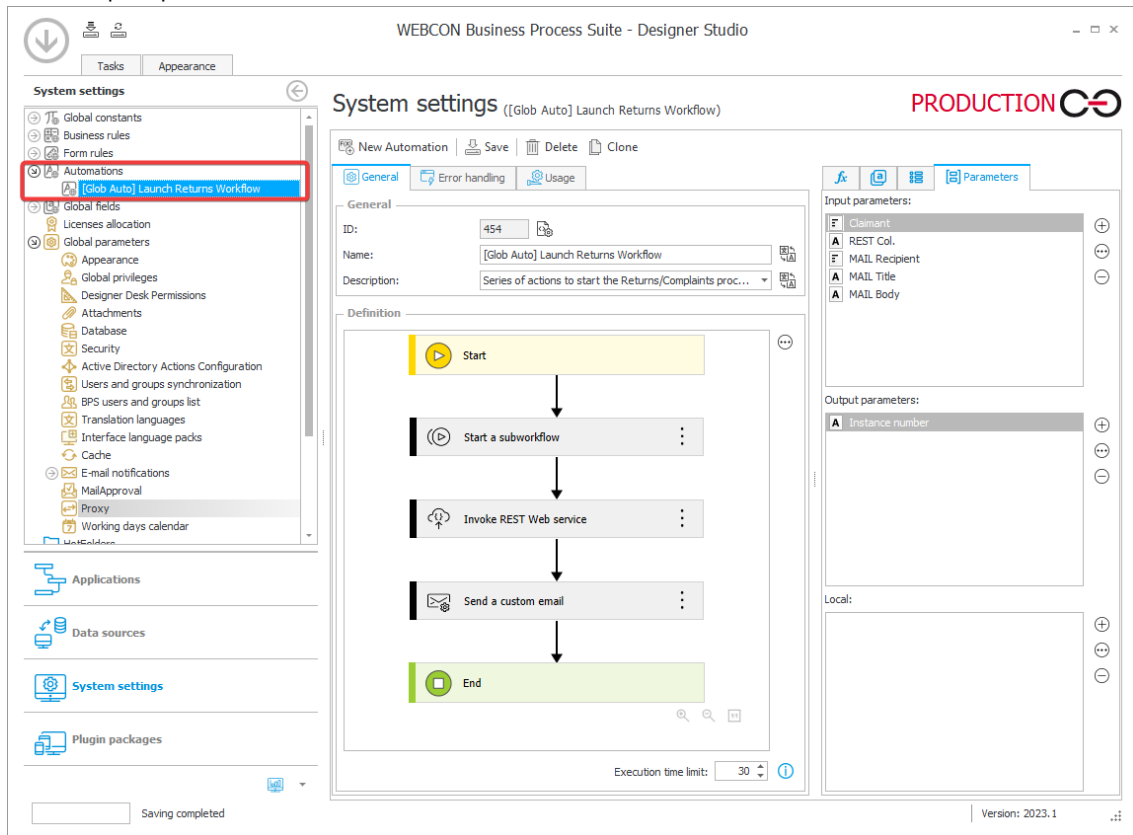 WEBCON Business Process Suite - Designer Studio
Tasks
Appearance
System settings
Global constants
Business rules
Form rules
Automations
[Glob Auto] Launch Returns Workflow
Global fields
Licenses allocation
Global parameters
Appearance
Global privileges
Designer Desk Permissions
Attachments
Database
Security
Active Directory Actions Configuration
Users and groups synchronization
BPS users and groups list
Translation languages
Interface language packs
Cache
E-mail notifications
MailApproval
Proxy
Working days calendar
HotFolders
Applications
Data sources
System settings
Plugin packages
Saving completed
System settings ([Glob Auto] Launch Returns Workflow)
PRODUCTION
New Automation
Save
Delete
Clone
General
Error handling
Usage
General
ID:
454
Name:
[Glob Auto] Launch Returns Workflow
Description:
Series of actions to start the Returns/Complaints proc...
Definition
Start
Start a subworkflow
Invoke REST Web service
Send a custom email
End
Execution time limit:
30
fx
Parameters
Input parameters:
Claimant
A REST Col.
MAIL Recipient
A MAIL Title
A MAIL Body
Output parameters:
A Instance number
Local:
Version: 2023.1